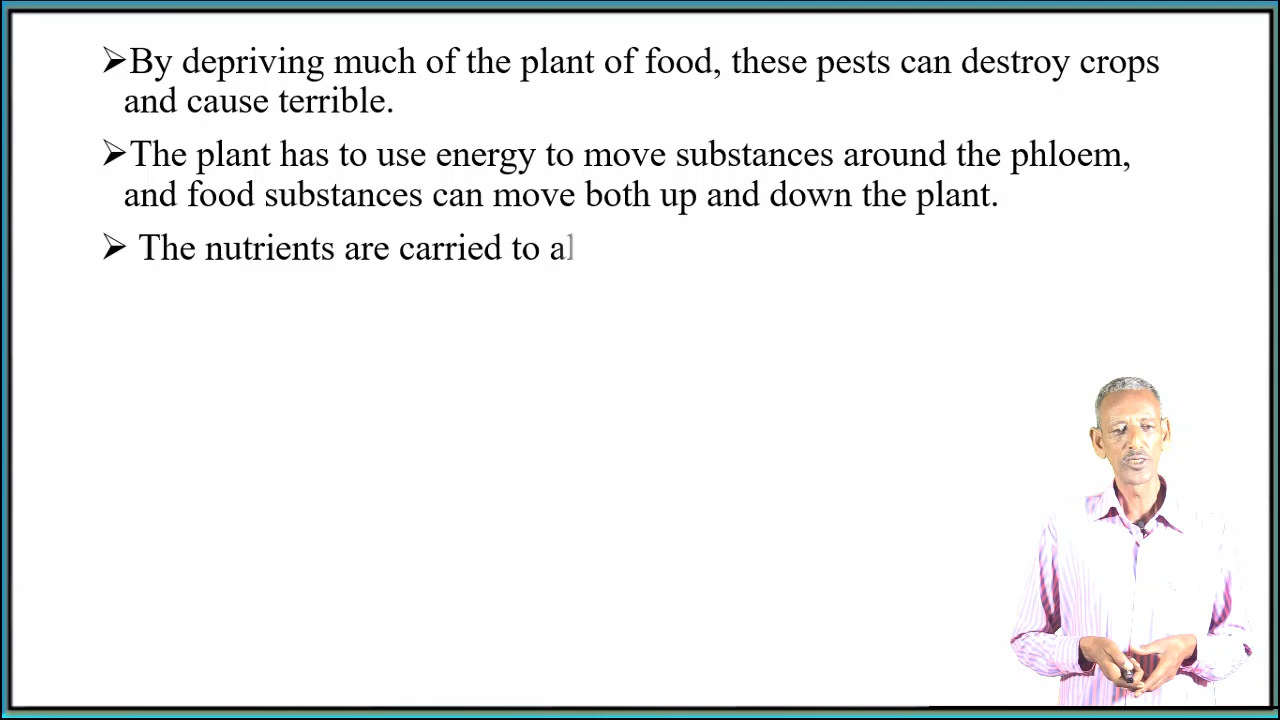 ➢By depriving much of the plant of food, these pests can destroy crops
and cause terrible.
➢The plant has to use energy to move substances around the phloem,
and food substances can move both up and down the plant.
➢ The nutrients are carried to al